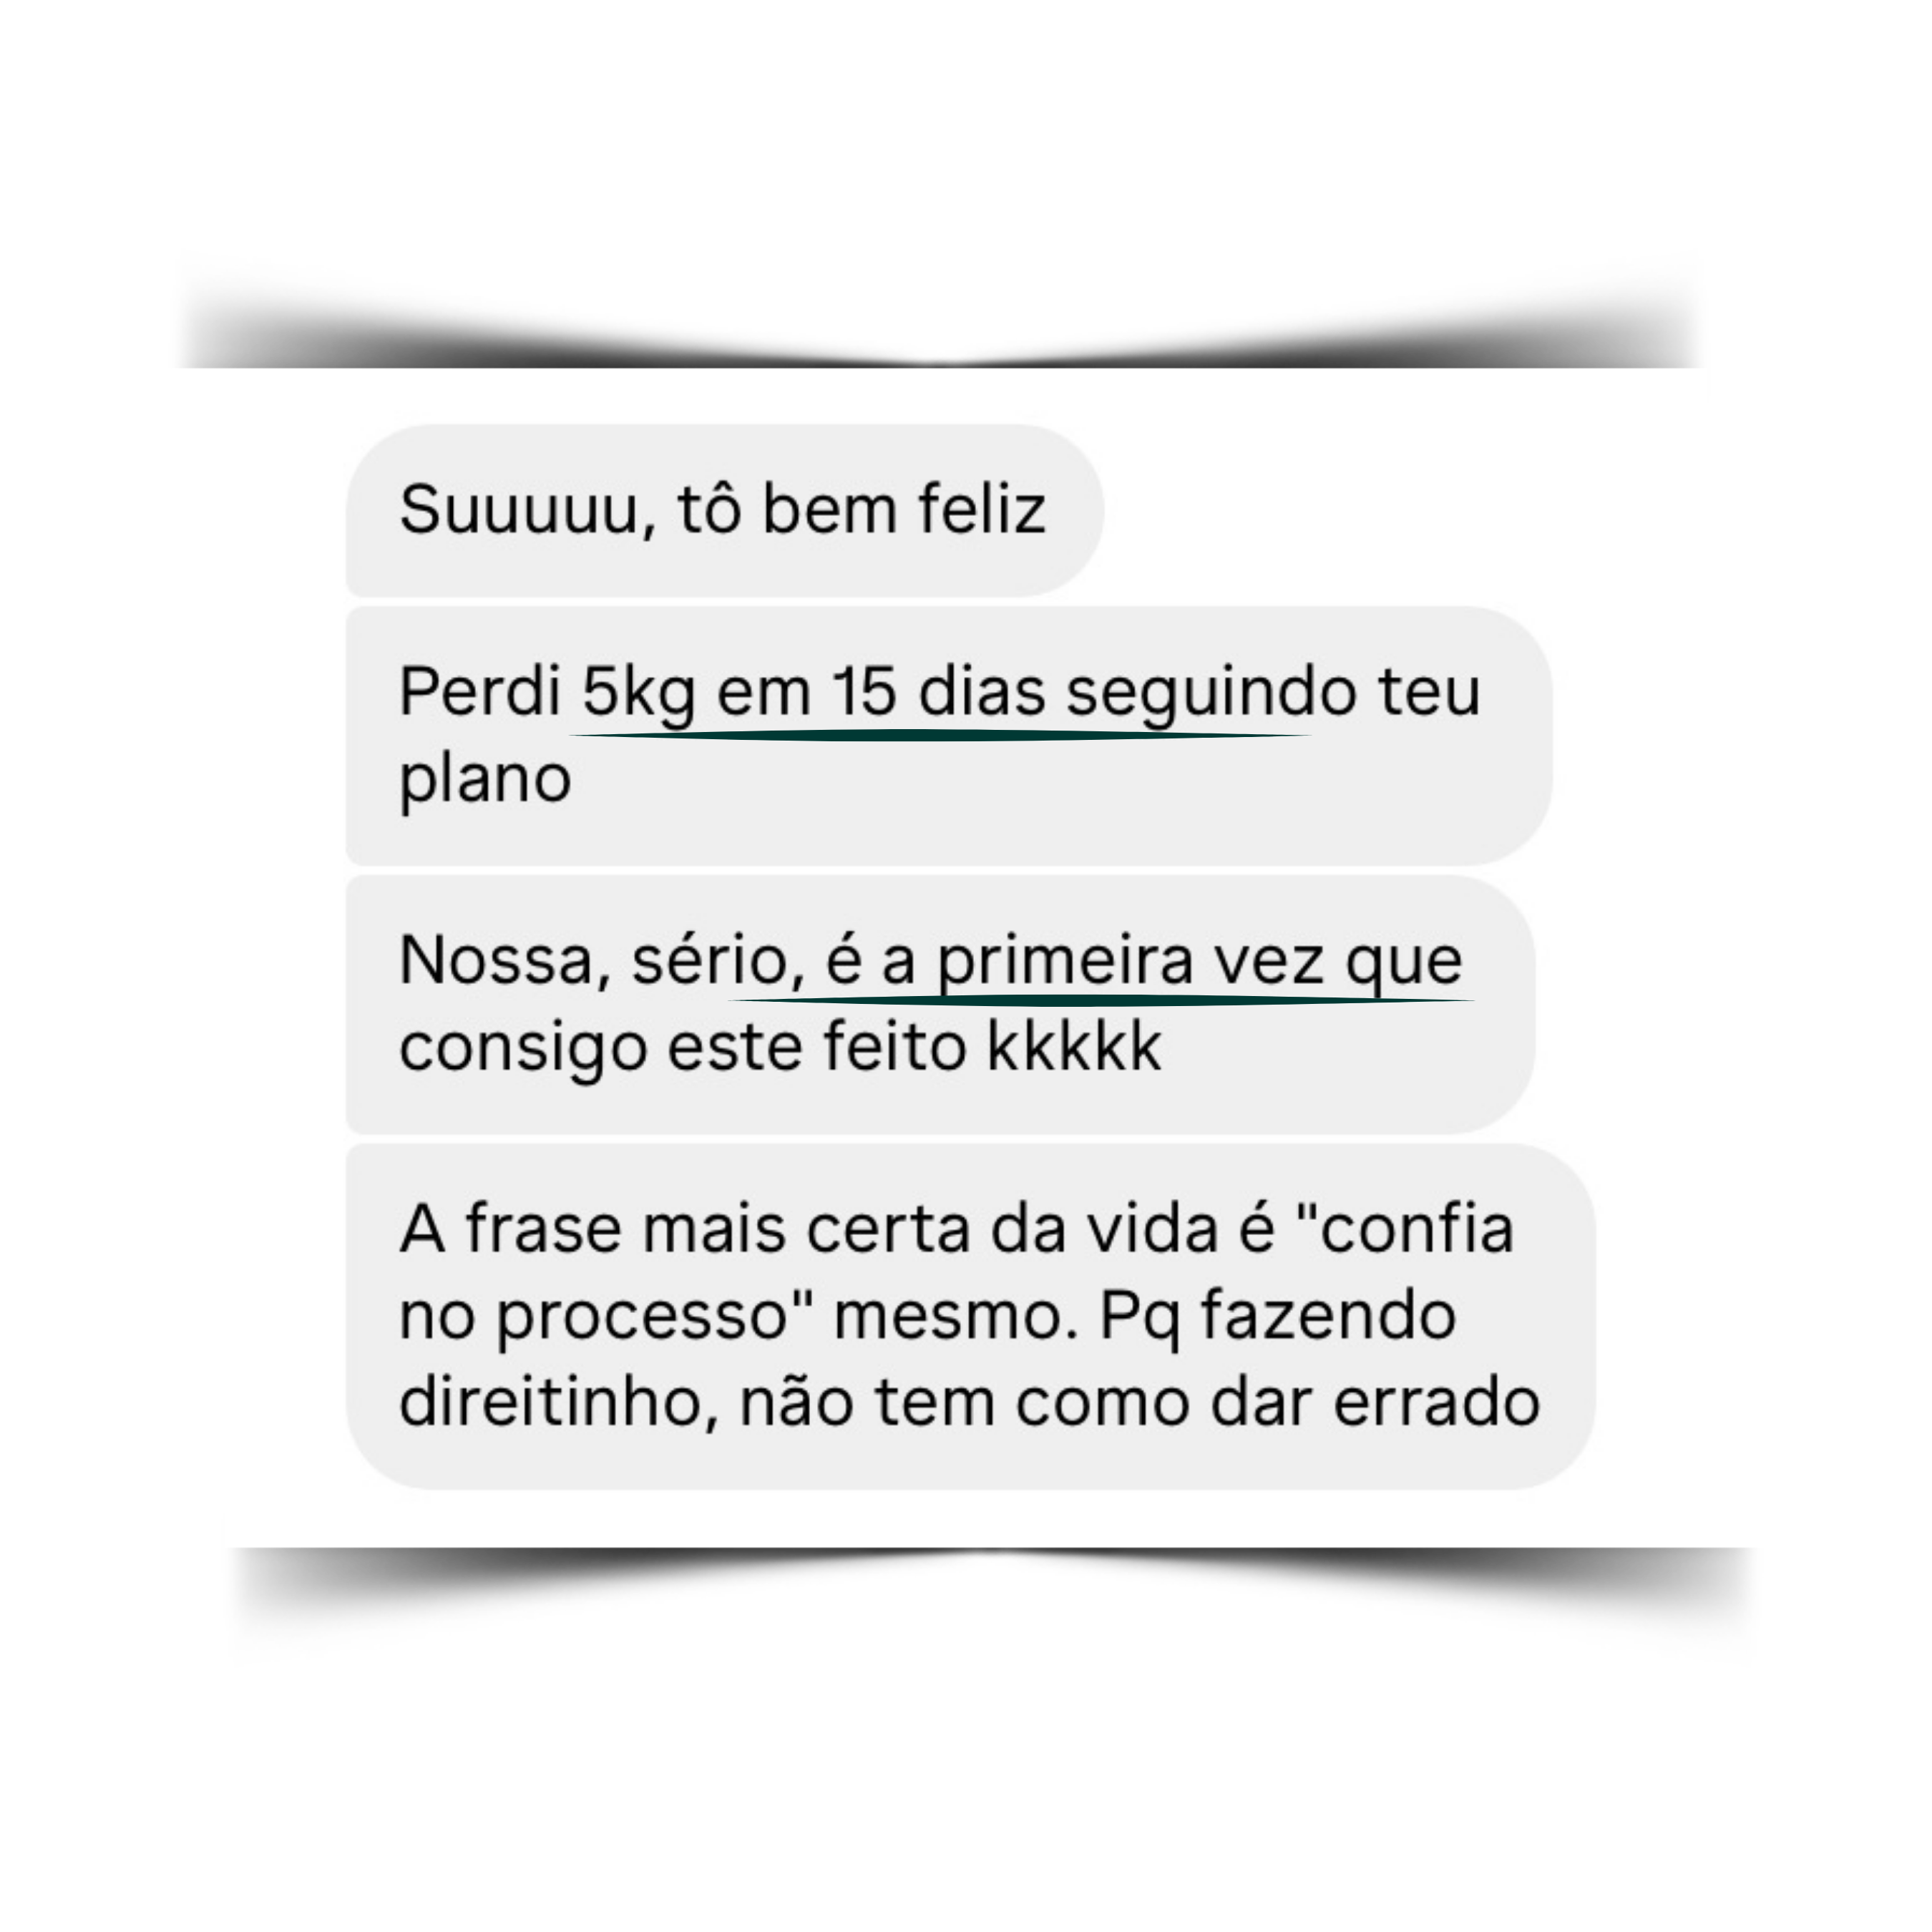 Suuuuu, tô bem feliz
Perdi 5kg em 15 dias seguindo teu
plano
Nossa, sério, é a primeira vez que
consigo este feito kkkkk
A frase mais certa da vida é "confia
no processo" mesmo. Pq fazendo
direitinho, não tem como dar errado